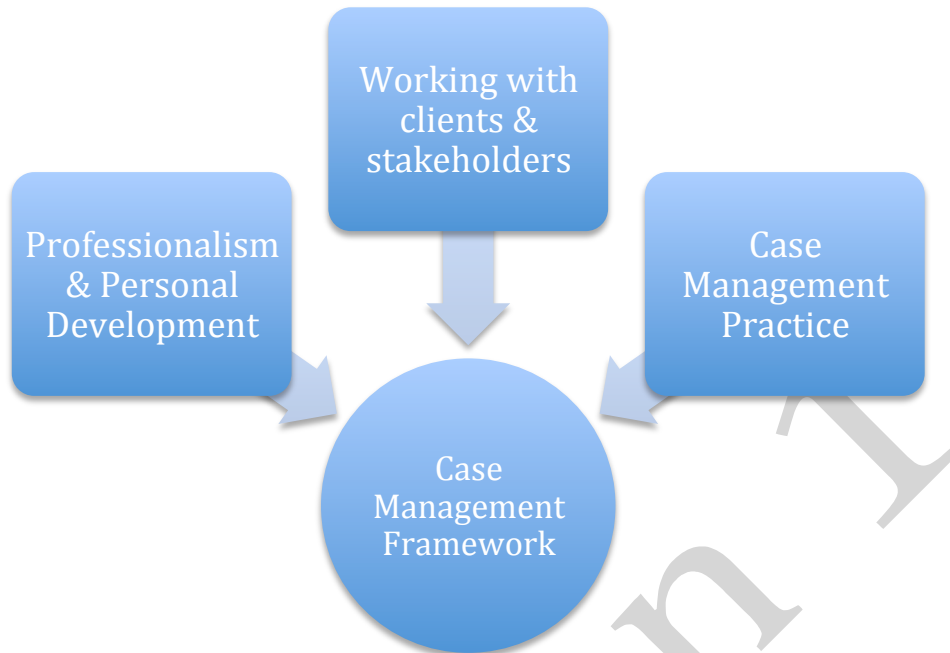 Working with
clients &
stakeholders
Professionalism
& Personal
Development
Case
Management
Practice
Case
Management
Framework